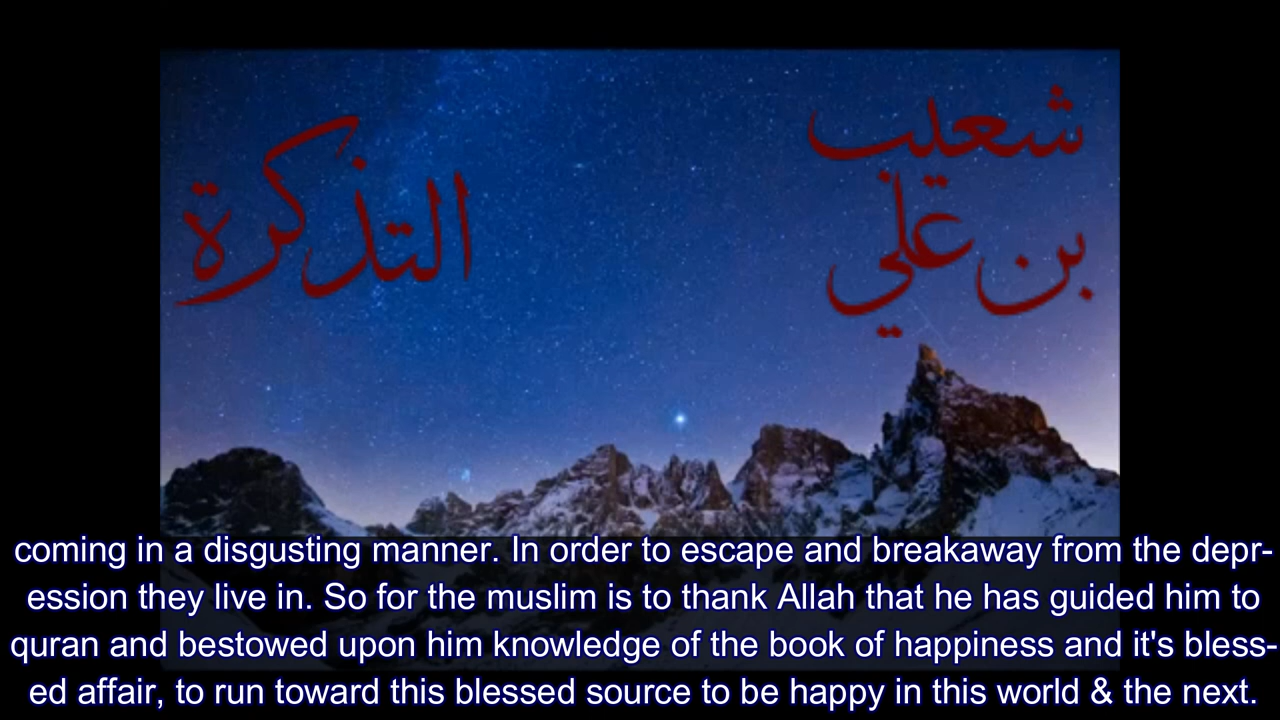 شعيب
بن علي
التذكرة
coming in a disgusting manner. In order to escape and breakaway from the depr-
ession they live in. So for the muslim is to thank Allah that he has guided him to
quran and bestowed upon him knowledge of the book of happiness and it's bless-
ed affair, to run toward this blessed source to be happy in this world & the next.